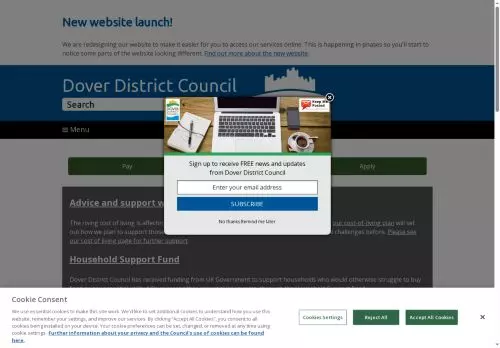 New website launch!
We are redesigning our website to make it easier for you to access our services online. This is happening in phases so you'll start to
notice some parts of the website looking different. Find out more about the new website.
Dover District Council
Search
≡ Menu
Keep Me Posted
Sign up to receive FREE news and updates
from Dover District Council
Enter your email address
SUBSCRIBE
No thanks Remind me later
Pay
Apply
Advice and support w
The rising cost of living is affectin
our cost-of-living plan will set
out how we plan to support those
challenges before. Please see
our cost of living page for further support
Household Support Fund
Dover District Council has received funding from UK Government to support households who would otherwise struggle to buy
Cookie Consent
We use essential cookies to make this site work. We'd like to set additional cookies to understand how you use this
website, remember your settings, and improve our services. By clicking "Accept All Cookies", you consent to all
cookies being installed on your device. Your cookie preferences can be set, changed, or removed at any time using
cookie settings. Further information about your privacy and the Council's use of cookies can be found
here.
Cookies Settings
Reject All
Accept All Cookies